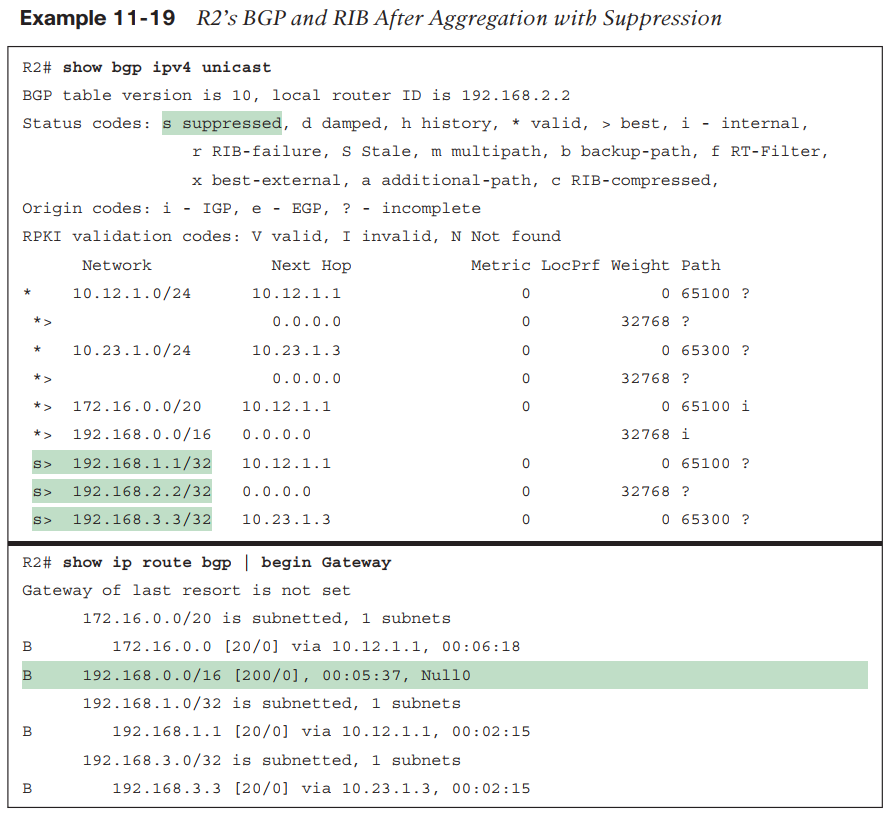 Example 11-19 R2's BGP and RIB After Aggregation with Suppression
R2# show bgp ipv4 unicast
BGP table version is 10, local router ID is 192.168.2.2
Status codes: s suppressed, d damped, h history, * valid, > best, i - internal,
r RIB-failure, S Stale, m multipath, b backup-path, f RT-Filter,
x best-external, a additional-path, c RIB-compressed,
Origin codes: i - IGP, e - EGP, ? - incomplete
RPKI validation codes: V valid, I invalid, N Not found
Network Next Hop Metric LocPrf Weight Path
* 10.12.1.0/24 10.12.1.1 0 0 65100 ?
*> 0.0.0.0 0 32768 ?
* 10.23.1.0/24 10.23.1.3 0 0 65300 ?
*> 0.0.0.0 0 32768 ?
*> 172.16.0.0/20 10.12.1.1 0 0 65100 i
*> 192.168.0.0/16 0.0.0.0 32768 i
s> 192.168.1.1/32 10.12.1.1 0 0 65100 ?
s> 192.168.2.2/32 0.0.0.0 0 32768 ?
s> 192.168.3.3/32 10.23.1.3 0 0 65300 ?
R2# show ip route bgp | begin Gateway
Gateway of last resort is not set
172.16.0.0/20 is subnetted, 1 subnets
B 172.16.0.0 [20/0] via 10.12.1.1, 00:06:18
B 192.168.0.0/16 [200/0], 00:05:37, Null0
192.168.1.0/32 is subnetted, 1 subnets
B 192.168.1.1 [20/0] via 10.12.1.1, 00:02:15
192.168.3.0/32 is subnetted, 1 subnets
B 192.168.3.3 [20/0] via 10.23.1.3, 00:02:15